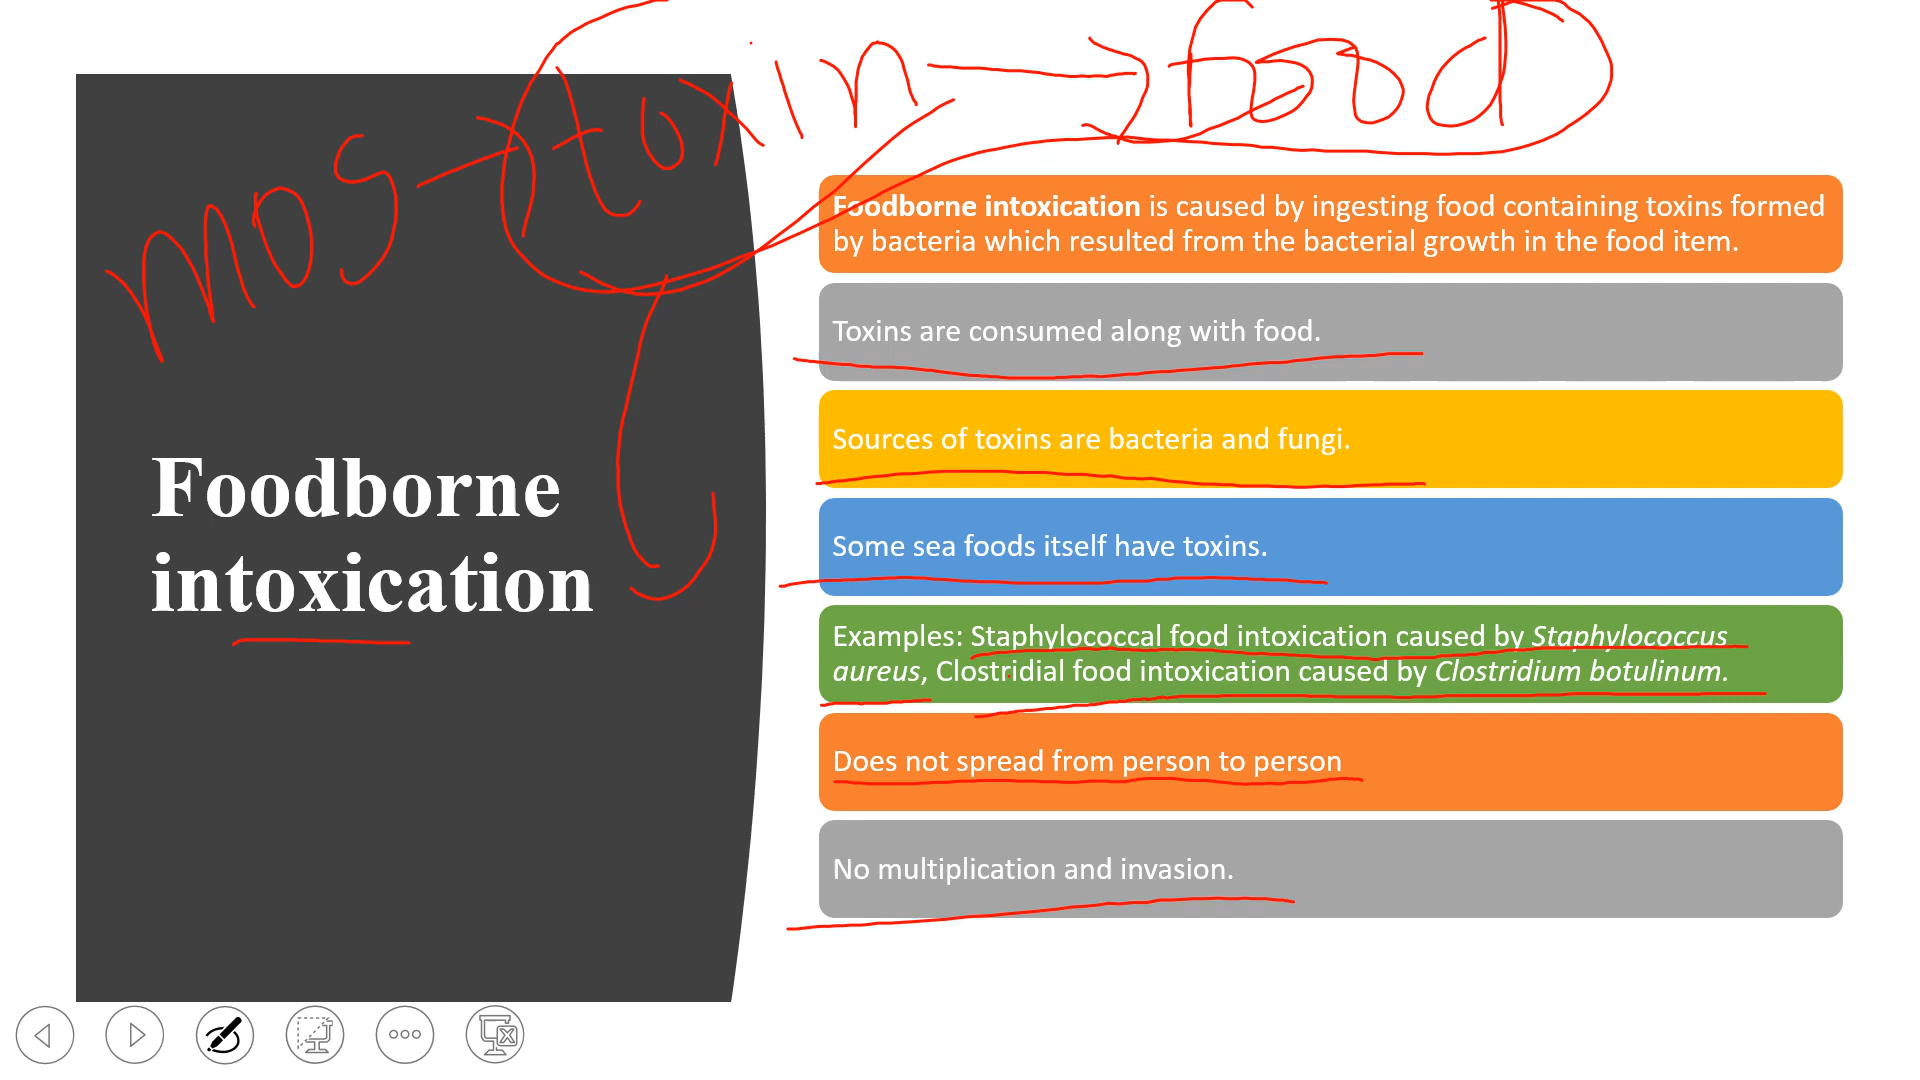 mos → toxin → food
Foodborne
intoxication
Foodborne intoxication is caused by ingesting food containing toxins formed
by bacteria which resulted from the bacterial growth in the food item.
Toxins are consumed along with food.
Sources of toxins are bacteria and fungi.
Some sea foods itself have toxins.
Examples: Staphylococcal food intoxication caused by Staphylococcus
aureus, Clostridial food intoxication caused by Clostridium botulinum.
Does not spread from person to person
No multiplication and invasion.